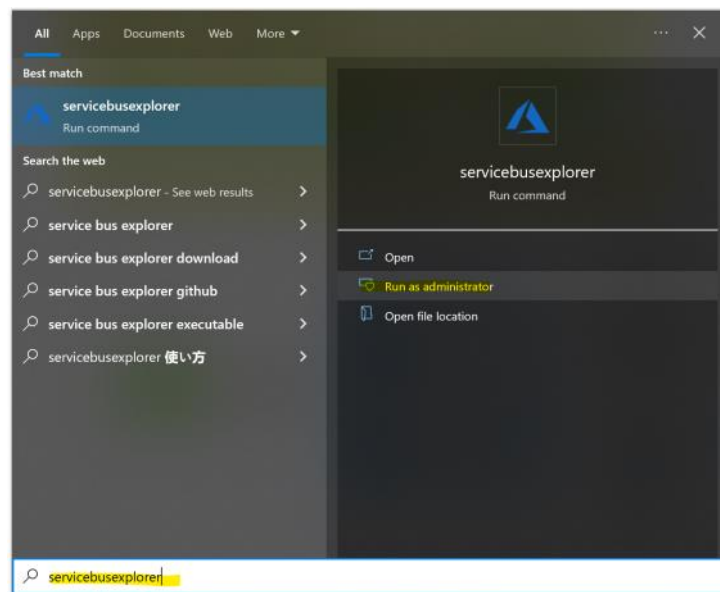 All Apps Documents Web More
Best match
servicebusexplorer
Run command
Search the web
servicebusexplorer - See web results
service bus explorer
service bus explorer download
service bus explorer github
service bus explorer executable
servicebusexplorer 使い方
servicebusexplorer
Run command
Open
Run as administrator
Open file location
servicebusexplorer